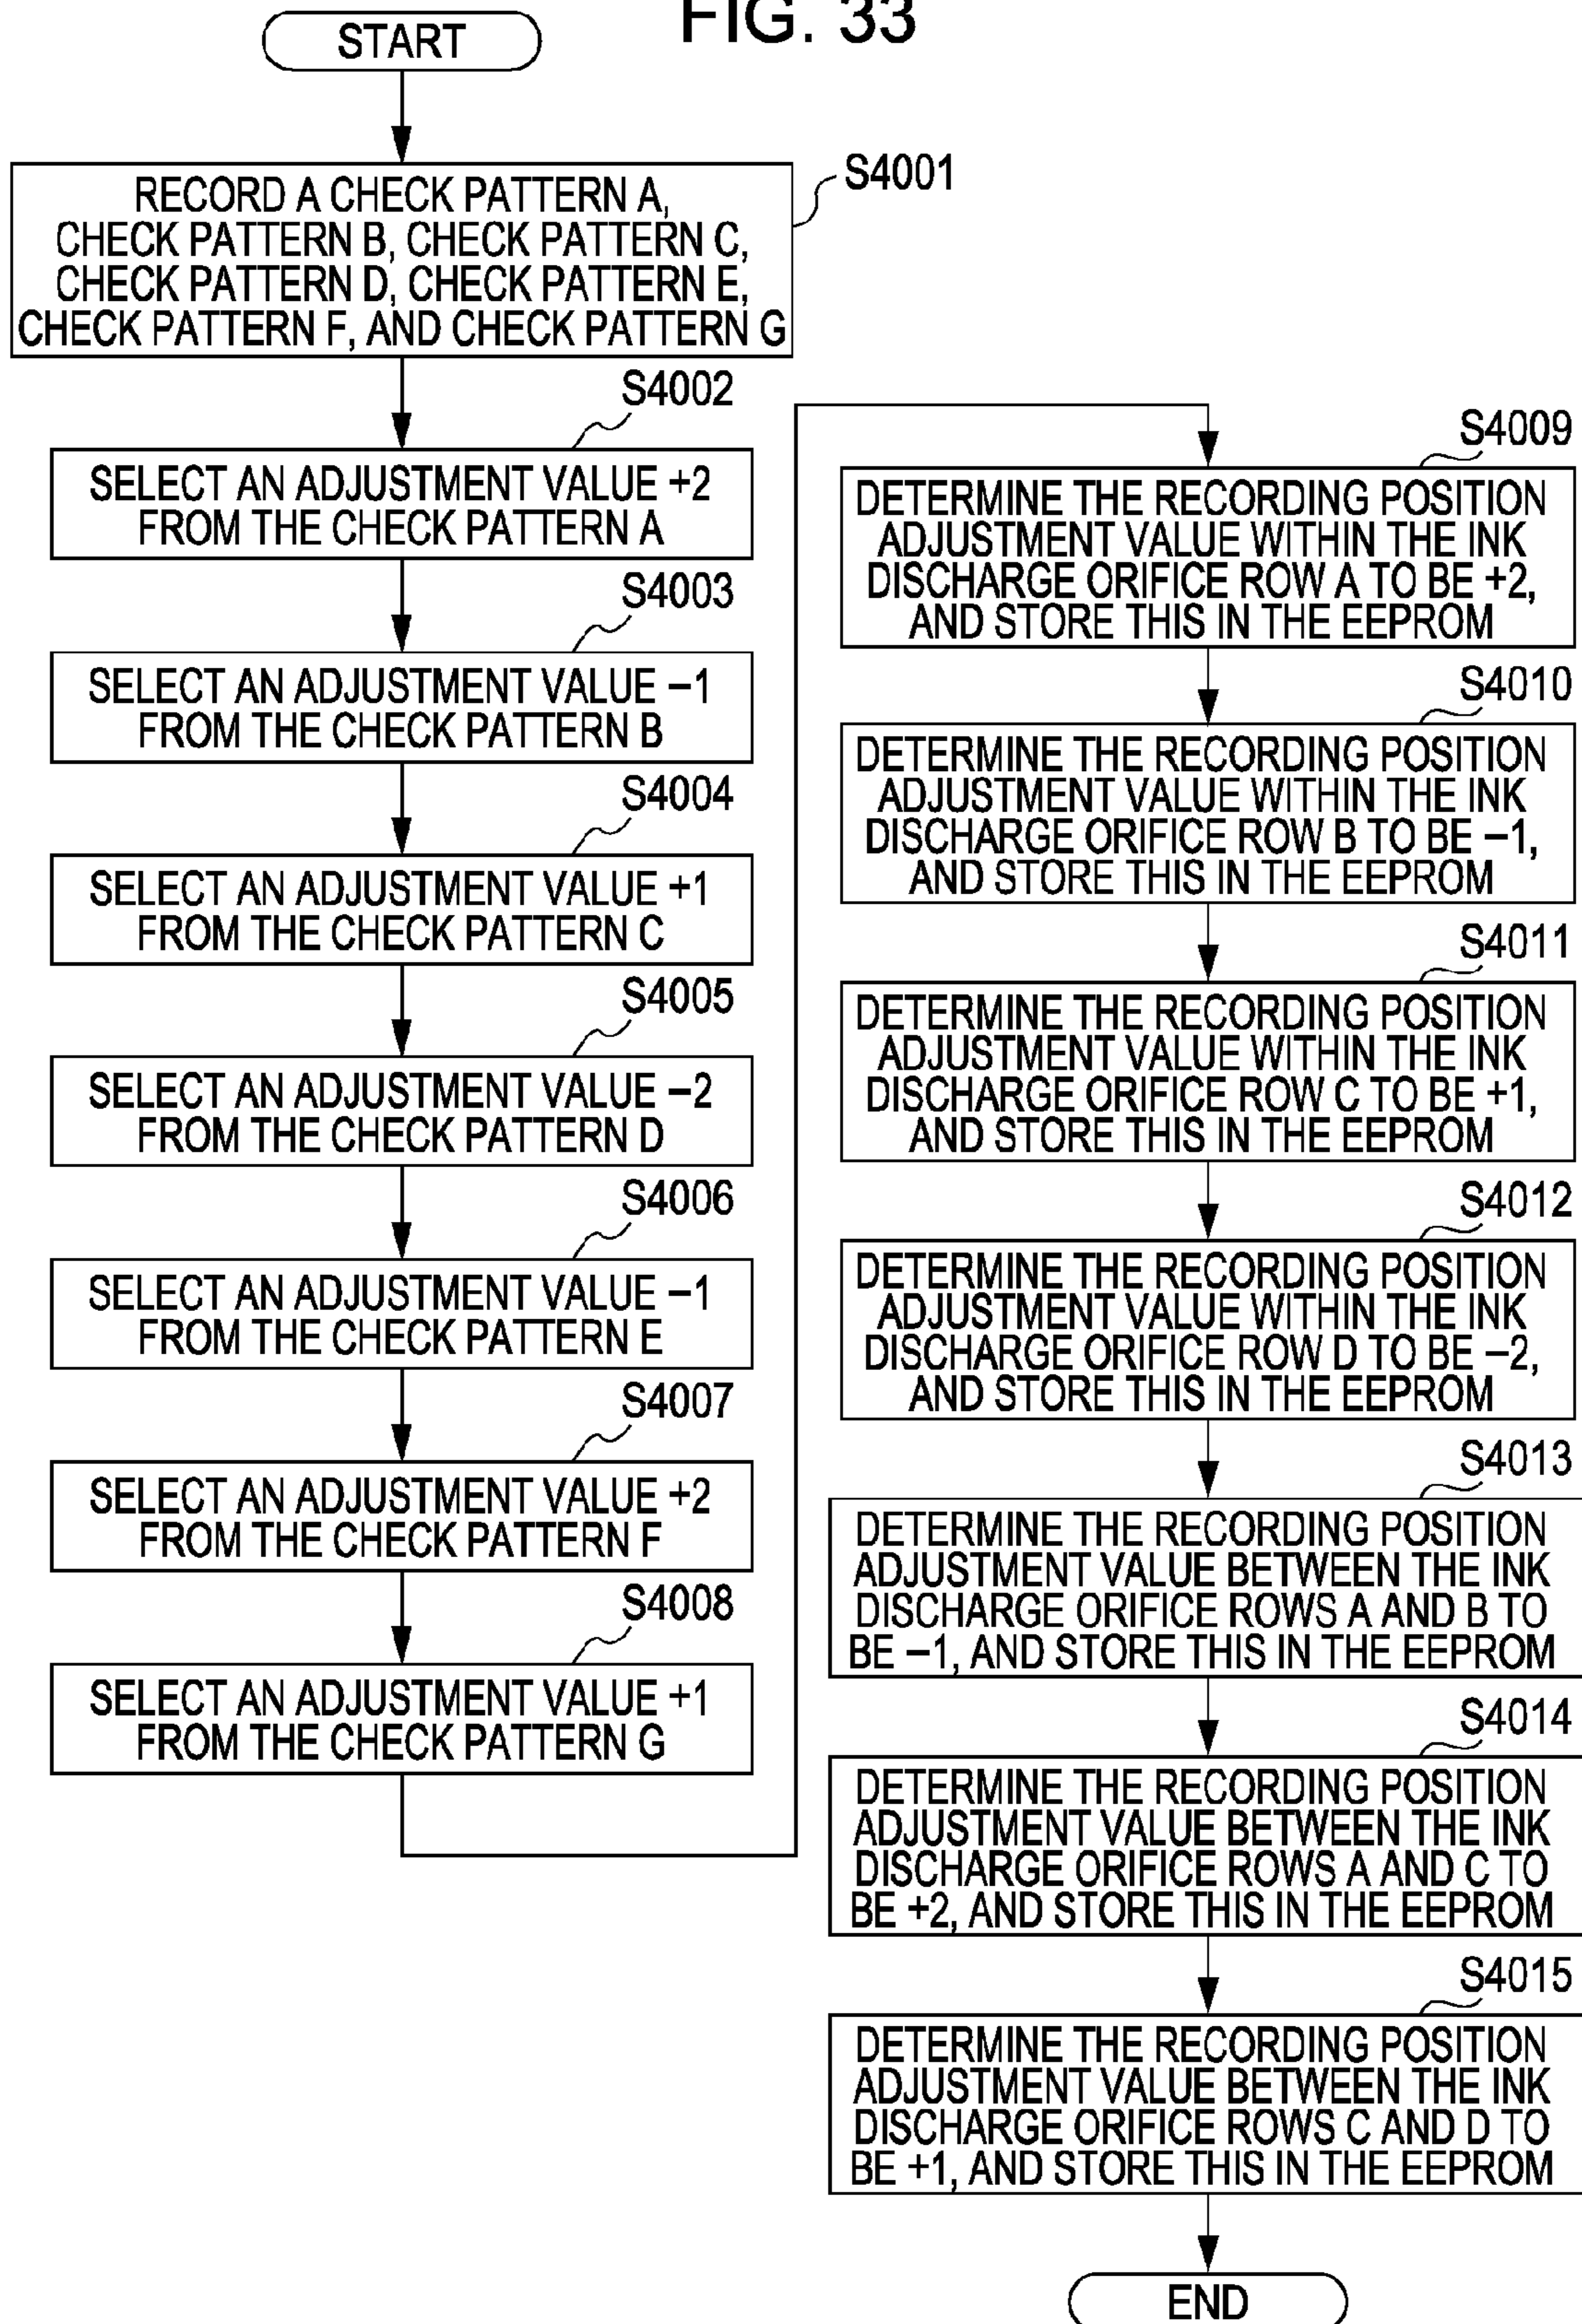 FIG. 33
START
S4001
RECORD A CHECK PATTERN A,
CHECK PATTERN B, CHECK PATTERN C,
CHECK PATTERN D, CHECK PATTERN E,
CHECK PATTERN F, AND CHECK PATTERN G
S4002
SELECT AN ADJUSTMENT VALUE +2
FROM THE CHECK PATTERN A
S4003
SELECT AN ADJUSTMENT VALUE –1
FROM THE CHECK PATTERN B
S4004
SELECT AN ADJUSTMENT VALUE +1
FROM THE CHECK PATTERN C
S4005
SELECT AN ADJUSTMENT VALUE –2
FROM THE CHECK PATTERN D
S4006
SELECT AN ADJUSTMENT VALUE –1
FROM THE CHECK PATTERN E
S4007
SELECT AN ADJUSTMENT VALUE +2
FROM THE CHECK PATTERN F
S4008
SELECT AN ADJUSTMENT VALUE +1
FROM THE CHECK PATTERN G
S4009
DETERMINE THE RECORDING POSITION
ADJUSTMENT VALUE WITHIN THE INK
DISCHARGE ORIFICE ROW A TO BE +2,
AND STORE THIS IN THE EEPROM
S4010
DETERMINE THE RECORDING POSITION
ADJUSTMENT VALUE WITHIN THE INK
DISCHARGE ORIFICE ROW B TO BE –1,
AND STORE THIS IN THE EEPROM
S4011
DETERMINE THE RECORDING POSITION
ADJUSTMENT VALUE WITHIN THE INK
DISCHARGE ORIFICE ROW C TO BE +1,
AND STORE THIS IN THE EEPROM
S4012
DETERMINE THE RECORDING POSITION
ADJUSTMENT VALUE WITHIN THE INK
DISCHARGE ORIFICE ROW D TO BE –2,
AND STORE THIS IN THE EEPROM
S4013
DETERMINE THE RECORDING POSITION
ADJUSTMENT VALUE BETWEEN THE INK
DISCHARGE ORIFICE ROWS A AND B TO
BE –1, AND STORE THIS IN THE EEPROM
S4014
DETERMINE THE RECORDING POSITION
ADJUSTMENT VALUE BETWEEN THE INK
DISCHARGE ORIFICE ROWS A AND C TO
BE +2, AND STORE THIS IN THE EEPROM
S4015
DETERMINE THE RECORDING POSITION
ADJUSTMENT VALUE BETWEEN THE INK
DISCHARGE ORIFICE ROWS C AND D TO
BE +1, AND STORE THIS IN THE EEPROM
END